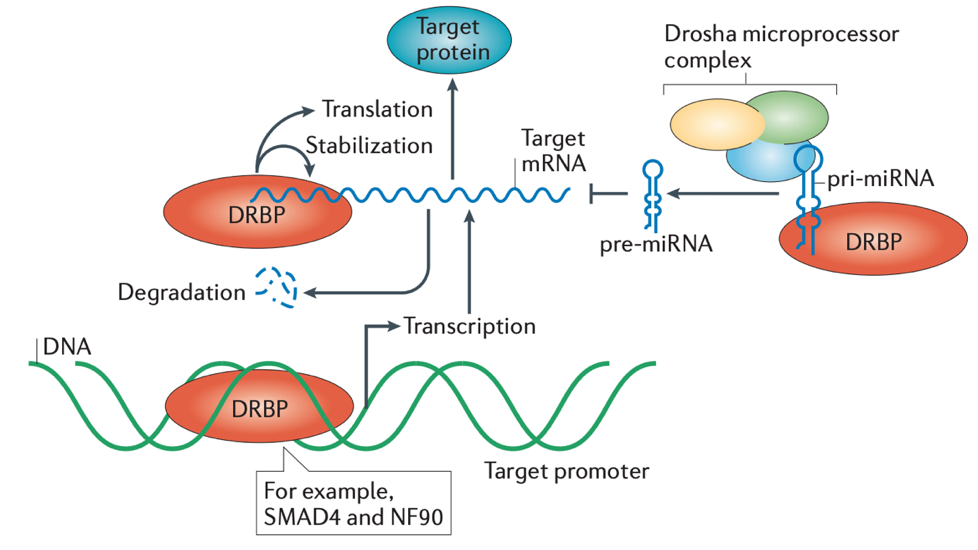 Target
protein
Drosha microprocessor
complex
Translation
Stabilization
Target
mRNA
pri-miRNA
DRBP
DRBP
pre-miRNA
Degradation
Transcription
DNA
DRBP
Target promoter
For example,
SMAD4 and NF90